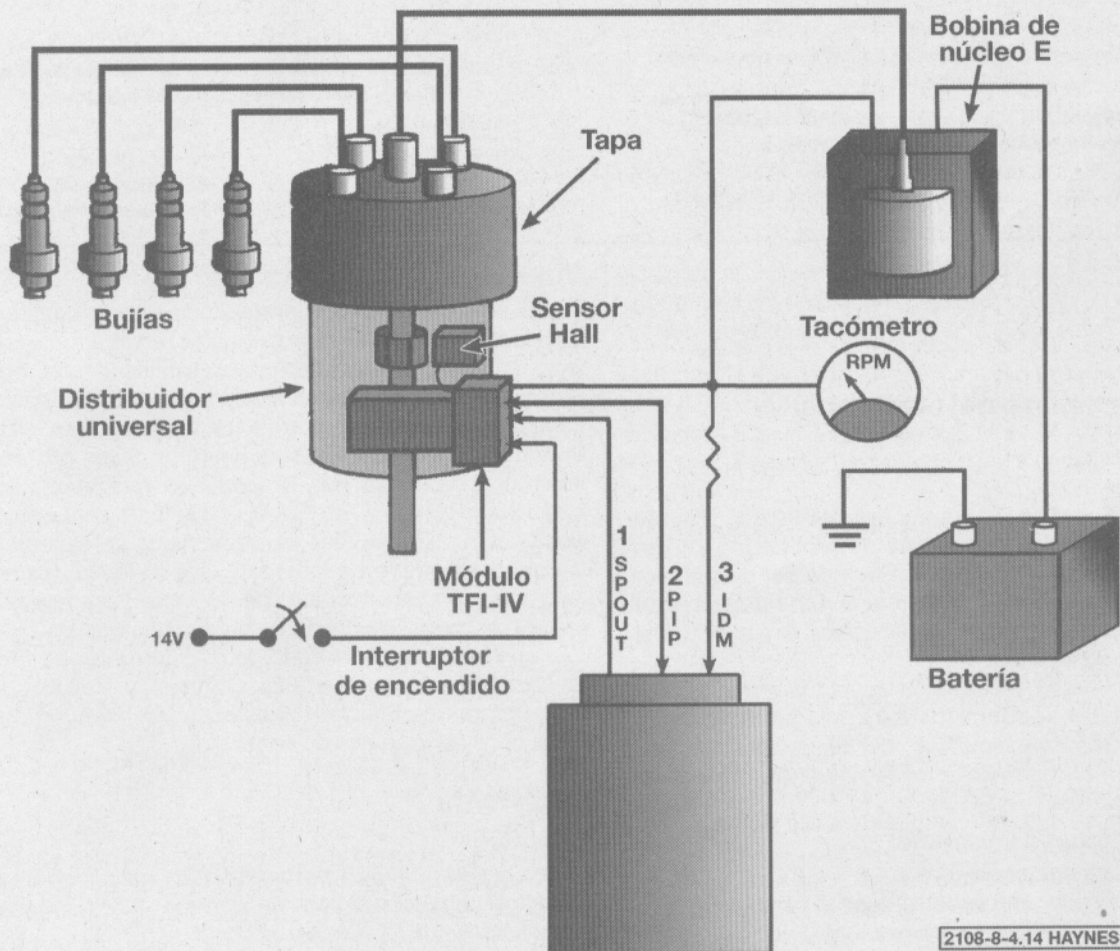 Bobina de
núcleo E
Tapa
Bujías
Sensor
Hall
Tacómetro
RPM
Distribuidor
universal
Módulo
TFI-IV
1
SPOUT
2
PIP
3
IDM
14V
Interruptor
de encendido
Batería
2108-8-4.14 HAYNES